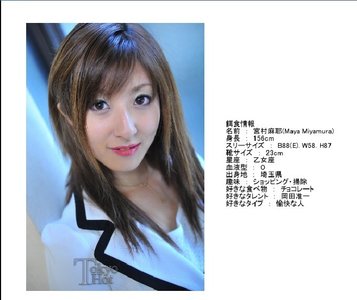 餌食情報
名前 : 宮村麻耶(Maya Miyamura)
身長 : 156cm
スリーサイズ : B88(E). W58. H87
靴サイズ : 23cm
星座 : 乙女座
血液型 : O
出身地 : 埼玉県
趣味 : ショッピング・掃除
好きな食べ物 : チョコレート
好きなタレント : 岡田准一
好きなタイプ : 愉快な人
TOKYO
HOT